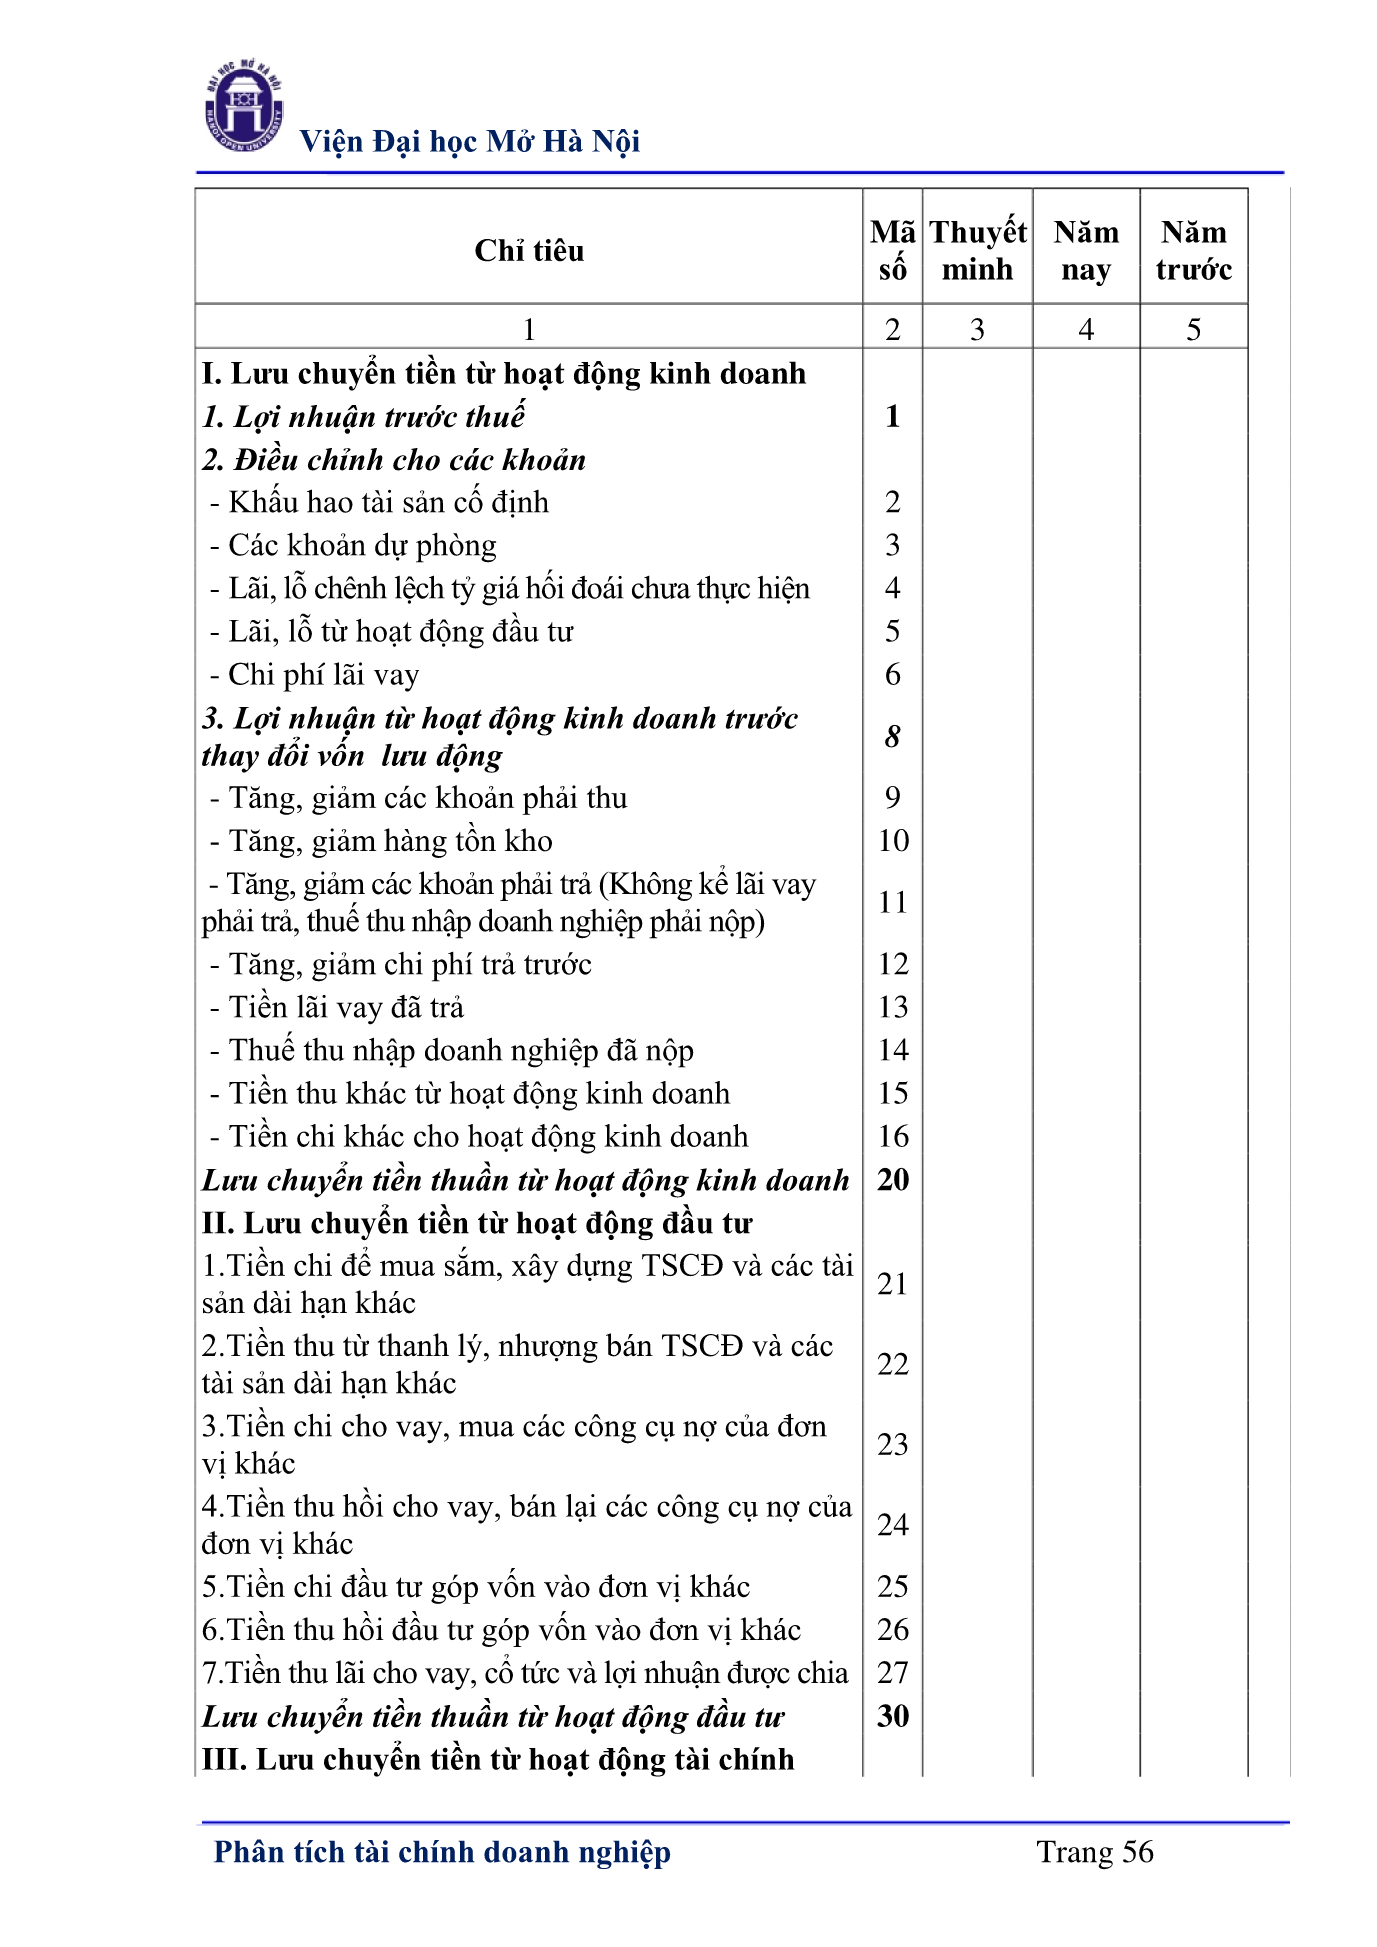 ĐẠI HỌC MỞ HÀ NỘI
HANOI OPEN UNIVERSITY
Viện Đại học Mở Hà Nội
Chỉ tiêu Mã số Thuyết minh Năm nay Năm trước
1 2 3 4 5
I. Lưu chuyển tiền từ hoạt động kinh doanh
1. Lợi nhuận trước thuế 1
2. Điều chỉnh cho các khoản
- Khấu hao tài sản cố định 2
- Các khoản dự phòng 3
- Lãi, lỗ chênh lệch tỷ giá hối đoái chưa thực hiện 4
- Lãi, lỗ từ hoạt động đầu tư 5
- Chi phí lãi vay 6
3. Lợi nhuận từ hoạt động kinh doanh trước
thay đổi vốn  lưu động 8
- Tăng, giảm các khoản phải thu 9
- Tăng, giảm hàng tồn kho 10
- Tăng, giảm các khoản phải trả (Không kể lãi vay
phải trả, thuế thu nhập doanh nghiệp phải nộp) 11
- Tăng, giảm chi phí trả trước 12
- Tiền lãi vay đã trả 13
- Thuế thu nhập doanh nghiệp đã nộp 14
- Tiền thu khác từ hoạt động kinh doanh 15
- Tiền chi khác cho hoạt động kinh doanh 16
Lưu chuyển tiền thuần từ hoạt động kinh doanh 20
II. Lưu chuyển tiền từ hoạt động đầu tư
1.Tiền chi để mua sắm, xây dựng TSCĐ và các tài
sản dài hạn khác 21
2.Tiền thu từ thanh lý, nhượng bán TSCĐ và các
tài sản dài hạn khác 22
3.Tiền chi cho vay, mua các công cụ nợ của đơn
vị khác 23
4.Tiền thu hồi cho vay, bán lại các công cụ nợ của
đơn vị khác 24
5.Tiền chi đầu tư góp vốn vào đơn vị khác 25
6.Tiền thu hồi đầu tư góp vốn vào đơn vị khác 26
7.Tiền thu lãi cho vay, cổ tức và lợi nhuận được chia 27
Lưu chuyển tiền thuần từ hoạt động đầu tư 30
III. Lưu chuyển tiền từ hoạt động tài chính
Phân tích tài chính doanh nghiệp Trang 56